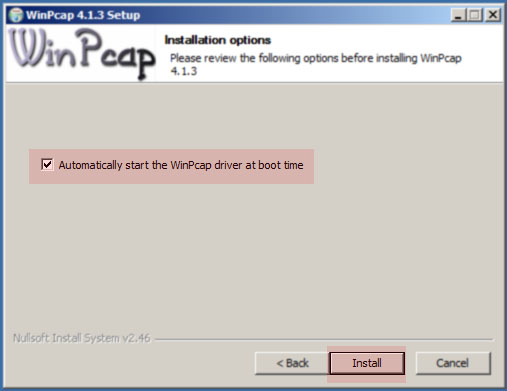 WinPcap 4.1.3 Setup
WinPcap
Installation options
Please review the following options before installing WinPcap
4.1.3
Automatically start the WinPcap driver at boot time
Nullsoft Install System v2.46
< Back
Install
Cancel